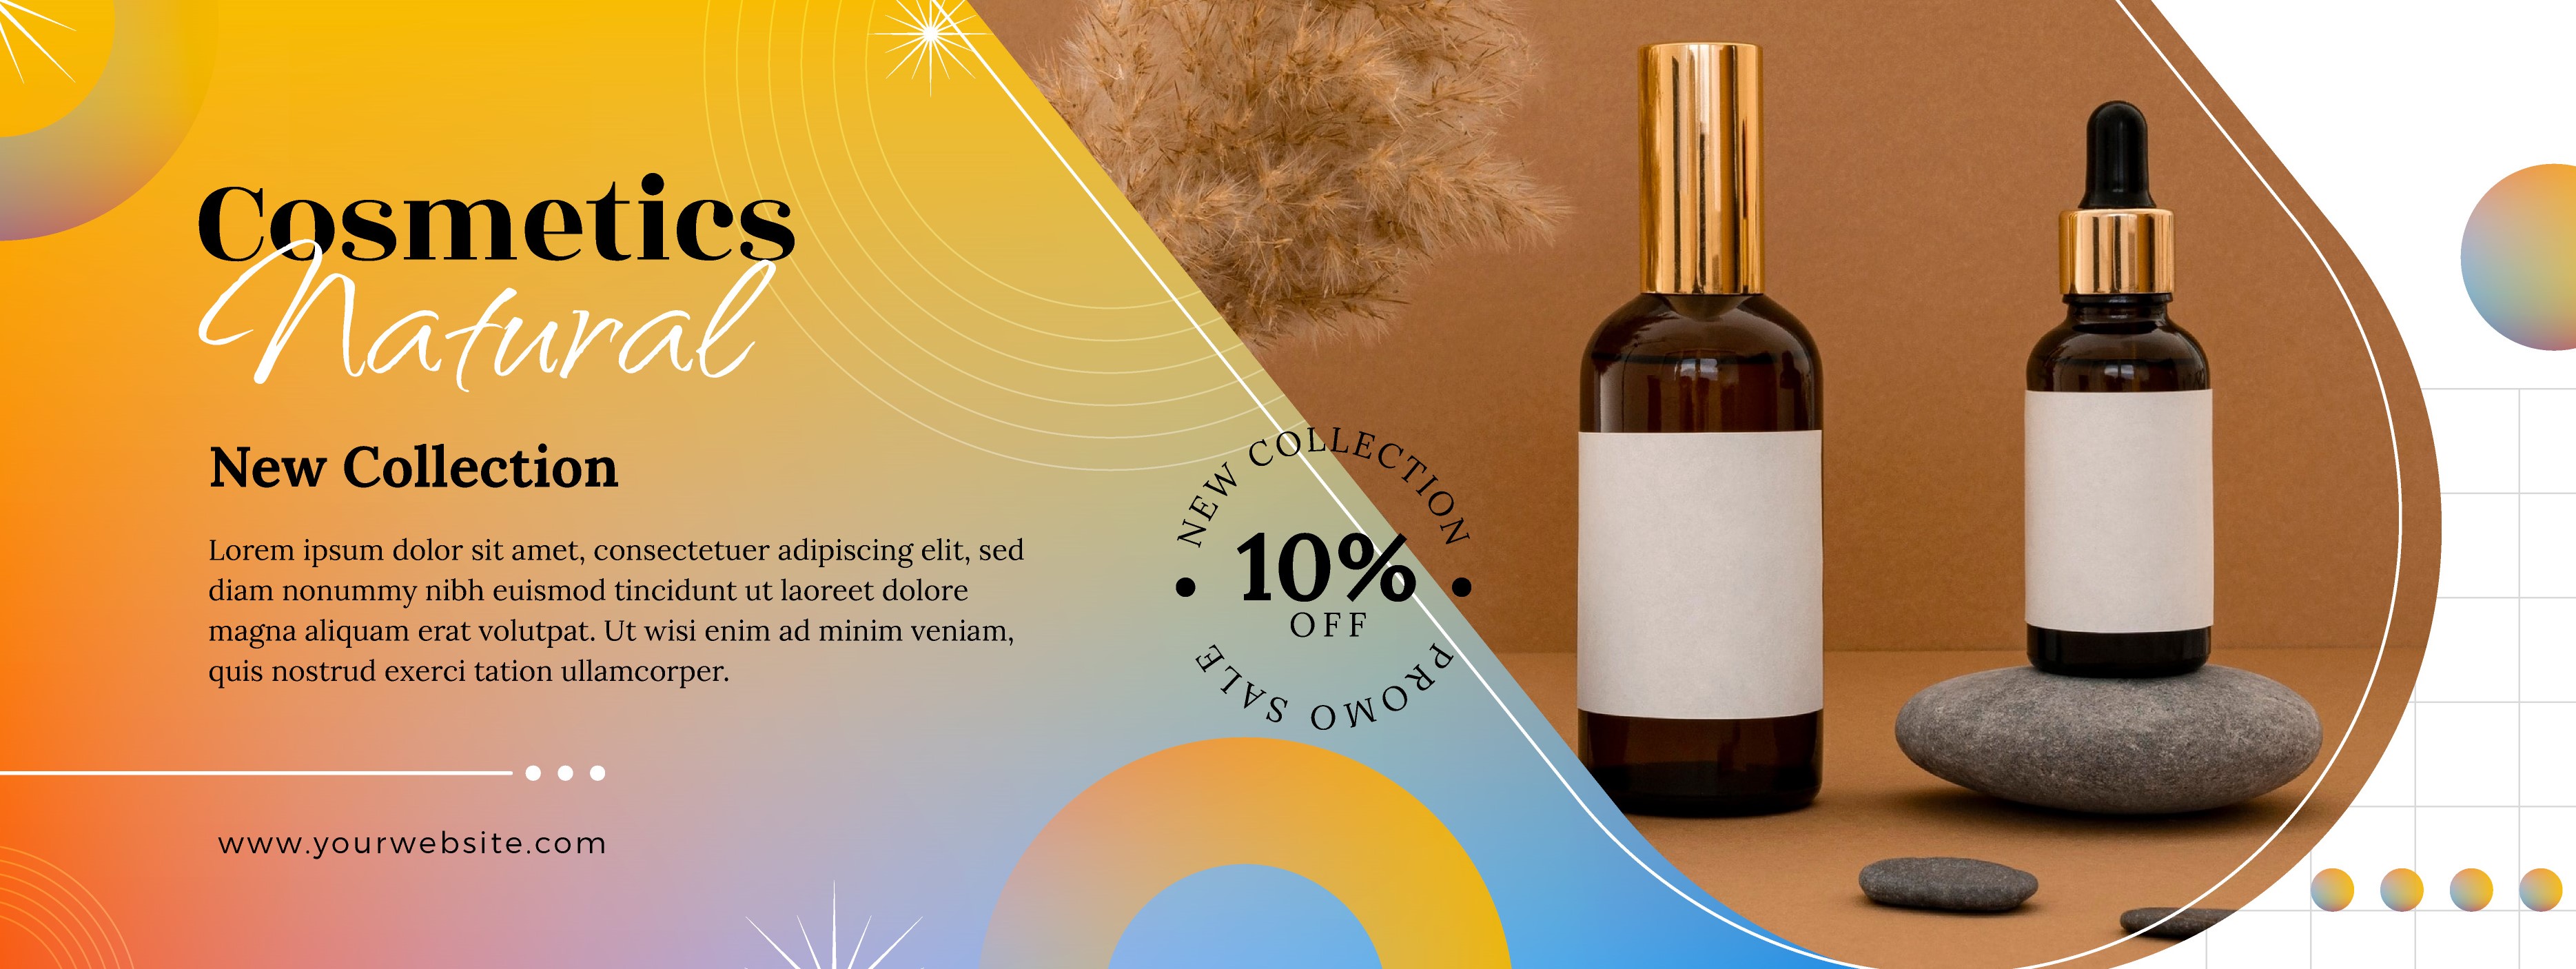 Cosmetics
Natural
New Collection
Lorem ipsum dolor sit amet, consectetuer adipiscing elit, sed
diam nonummy nibh euismod tincidunt ut laoreet dolore
magna aliquam erat volutpat. Ut wisi enim ad minim veniam,
quis nostrud exerci tation ullamcorper.
www.yourwebsite.com
NEW COLLECTION
10%
OFF
PROMO SALE